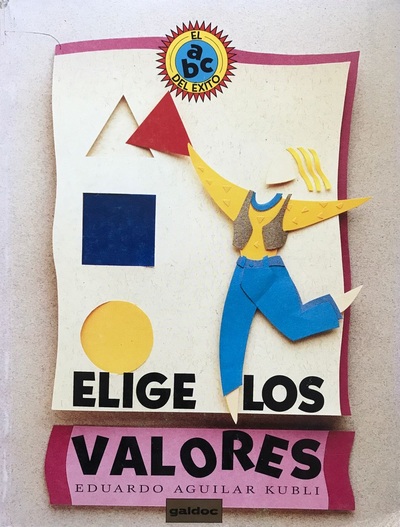 EL
abc
DEL EXITO
ELIGE LOS
VALORES
EDUARDO AGUILAR KUBLI
galdoc